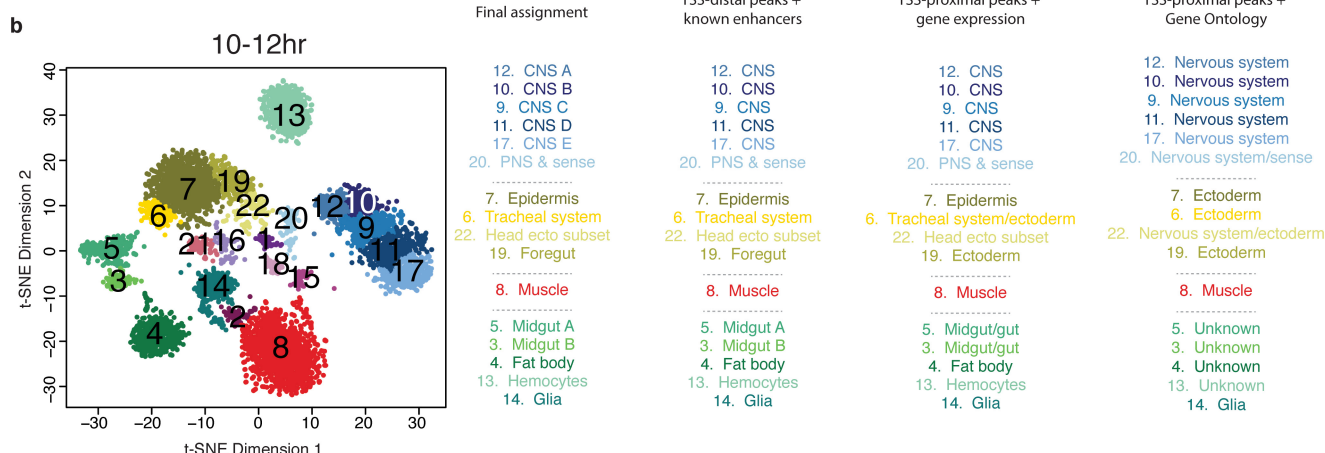 b
10-12hr
40
30
20
10
0
−10
−20
−30
t-SNE Dimension 2
−30
−20
−10
0
10
20
30
t-SNE Dimension 1
13
7
19
6
22
20
12
10
9
11
17
5
21
16
1
3
18
15
14
2
4
8
Final assignment
12. CNS A
10. CNS B
9. CNS C
11. CNS D
17. CNS E
20. PNS & sense
7. Epidermis
6. Tracheal system
22. Head ecto subset
19. Foregut
8. Muscle
5. Midgut A
3. Midgut B
4. Fat body
13. Hemocytes
14. Glia
TSS-distal peaks +
known enhancers
12. CNS
10. CNS
9. CNS
11. CNS
17. CNS
20. PNS & sense
7. Epidermis
6. Tracheal system
22. Head ecto subset
19. Foregut
8. Muscle
5. Midgut A
3. Midgut B
4. Fat body
13. Hemocytes
14. Glia
TSS-proximal peaks +
gene expression
12. CNS
10. CNS
9. CNS
11. CNS
17. CNS
20. PNS & sense
7. Epidermis
6. Tracheal system/ectoderm
22. Head ecto subset
19. Ectoderm
8. Muscle
5. Midgut/gut
3. Midgut/gut
4. Fat body
13. Hemocytes
14. Glia
TSS-proximal peaks +
Gene Ontology
12. Nervous system
10. Nervous system
9. Nervous system
11. Nervous system
17. Nervous system
20. Nervous system/sense
7. Ectoderm
6. Ectoderm
22. Nervous system/ectoderm
19. Ectoderm
8. Muscle
5. Unknown
3. Unknown
4. Unknown
13. Unknown
14. Glia